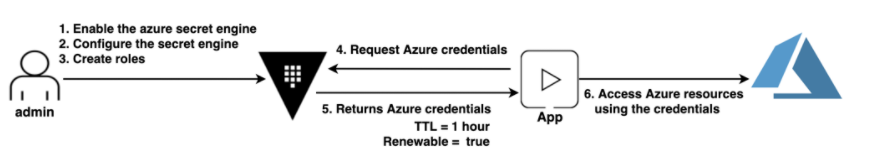 1. Enable the azure secret engine
2. Configure the secret engine
3. Create roles
admin
4. Request Azure credentials
5. Returns Azure credentials
TTL = 1 hour
Renewable = true
App
6. Access Azure resources
using the credentials